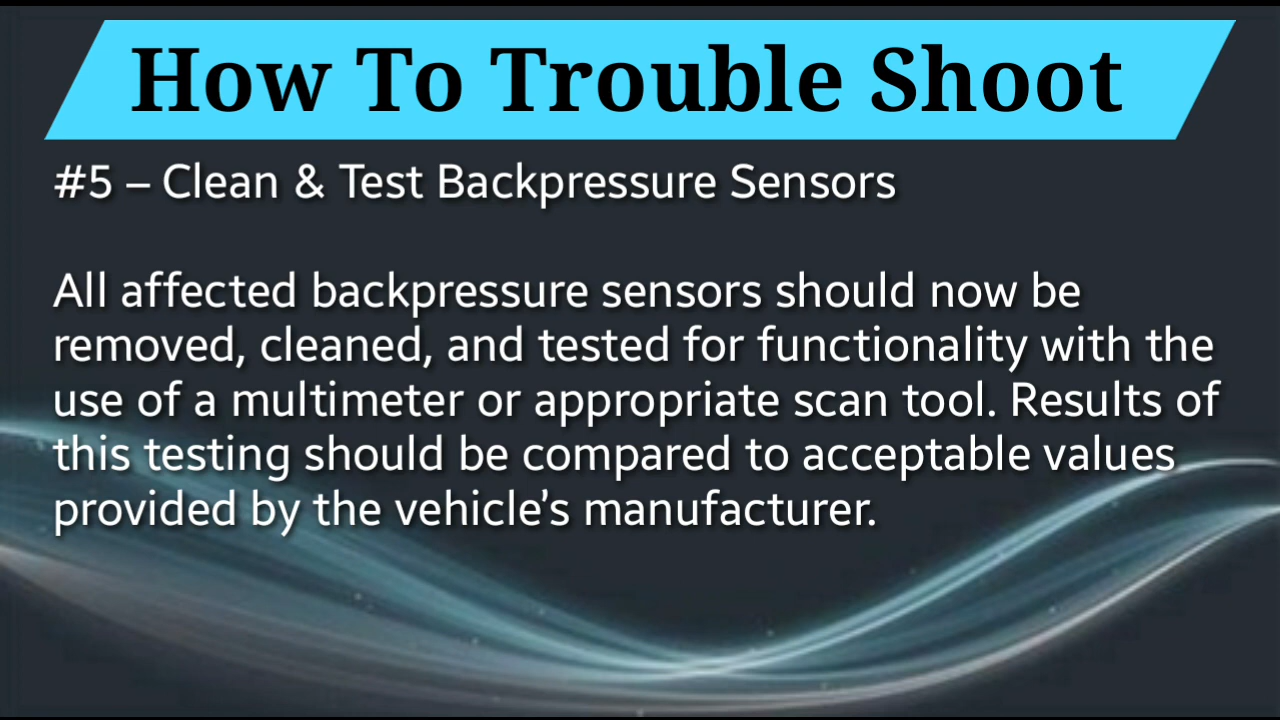 How To Trouble Shoot
#5 – Clean & Test Backpressure Sensors
All affected backpressure sensors should now be
removed, cleaned, and tested for functionality with the
use of a multimeter or appropriate scan tool. Results of
this testing should be compared to acceptable values
provided by the vehicle’s manufacturer.